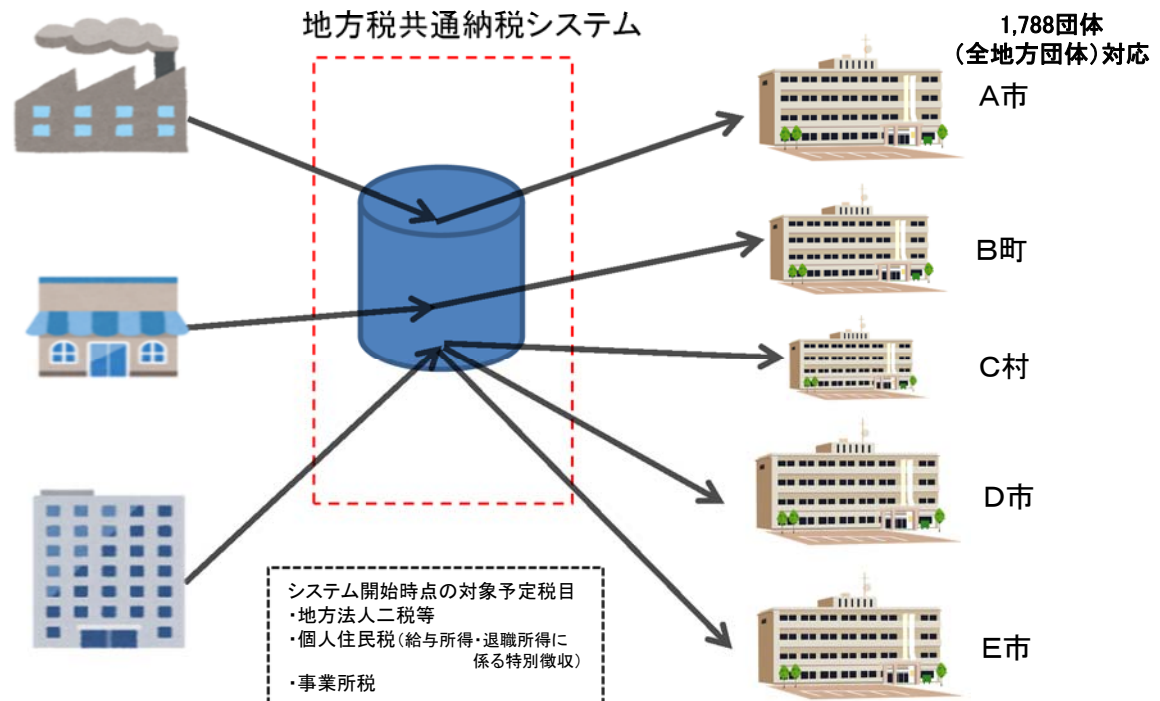 地方税共通納税システム
1,788団体
(全地方団体)対応
A市
B町
C村
D市
E市
システム開始時点の対象予定税目
・地方法人二税等
・個人住民税(給与所得・退職所得に
係る特別徴収)
・事業所税